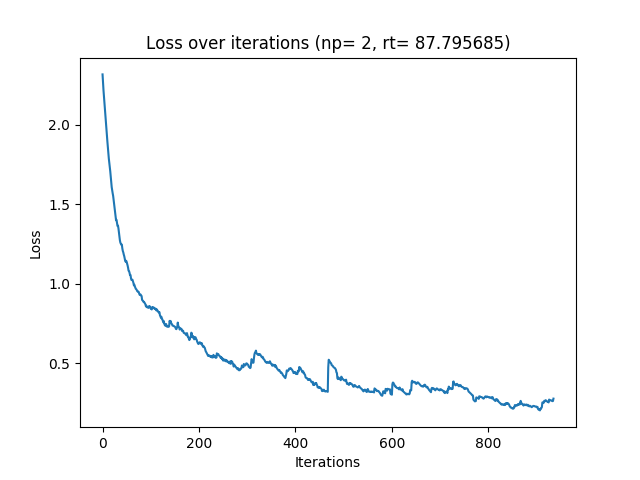 Loss over iterations (np= 2, rt= 87.795685)
2.0
1.5
1.0
0.5
Loss
0 200 400 600 800
Iterations